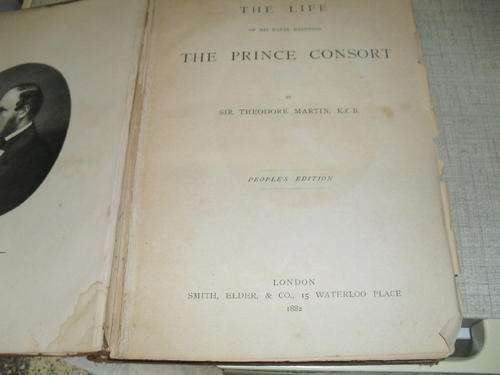 THE LIFE
OF HIS ROYAL HIGHNESS
THE PRINCE CONSORT
BY
SIR THEODORE MARTIN, K.C.B.
PEOPLE'S EDITION
LONDON
SMITH, ELDER, & CO., 15 WATERLOO PLACE
1882